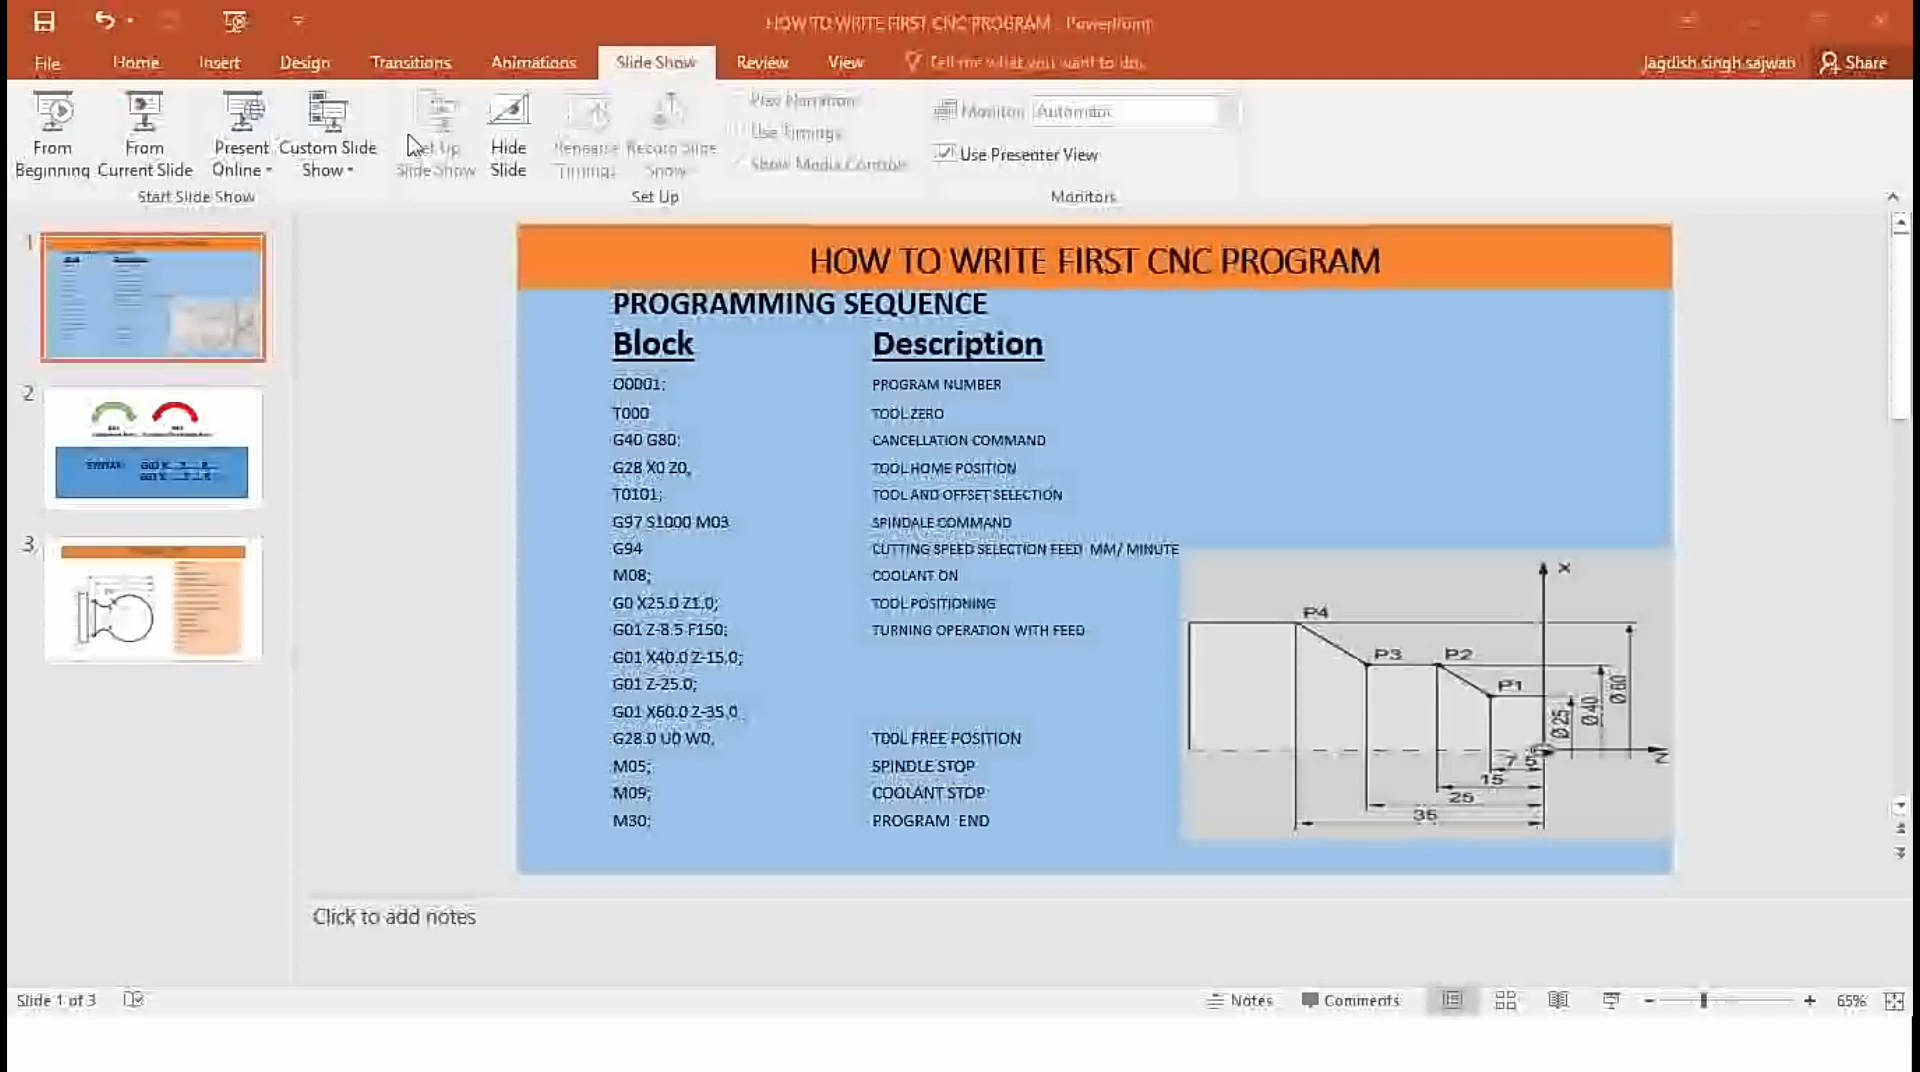 HOW TO WRITE FIRST CNC PROGRAM - PowerPoint
File Home Insert Design Transitions Animations Slide Show Review View Tell me what you want to do. Jagdish singh sajwan Share
From Beginning
From Current Slide
Present Online
Custom Slide Show
Set Up Slide Show
Hide Slide
Rehearse Timings
Record Slide Show
Play Narrations
Use Timings
Show Media Controls
Monitor Automatic
Use Presenter View
Start Slide Show Set Up Monitors
1
2
3
HOW TO WRITE FIRST CNC PROGRAM
PROGRAMMING SEQUENCE
Block Description
O0001; PROGRAM NUMBER
T000 TOOL ZERO
G40 G80; CANCELLATION COMMAND
G28 X0 Z0, TOOL HOME POSITION
T0101; TOOL AND OFFSET SELECTION
G97 S1000 M03 SPINDALE COMMAND
G94 CUTTING SPEED SELECTION FEED MM/ MINUTE
M08; COOLANT ON
G0 X25.0 Z1.0; TOOL POSITIONING
G01 Z-8.5 F150; TURNING OPERATION WITH FEED
G01 X40.0 Z-15.0;
G01 Z-25.0;
G01 X60.0 Z-35.0
G28.0 U0 W0, TOOL FREE POSITION
M05; SPINDLE STOP
M09; COOLANT STOP
M30; PROGRAM END
X
P4
P3 P2
P1
Ø25 Ø40 Ø60
Z
7 5
15
25
35
Click to add notes
Slide 1 of 3 Notes Comments 65%